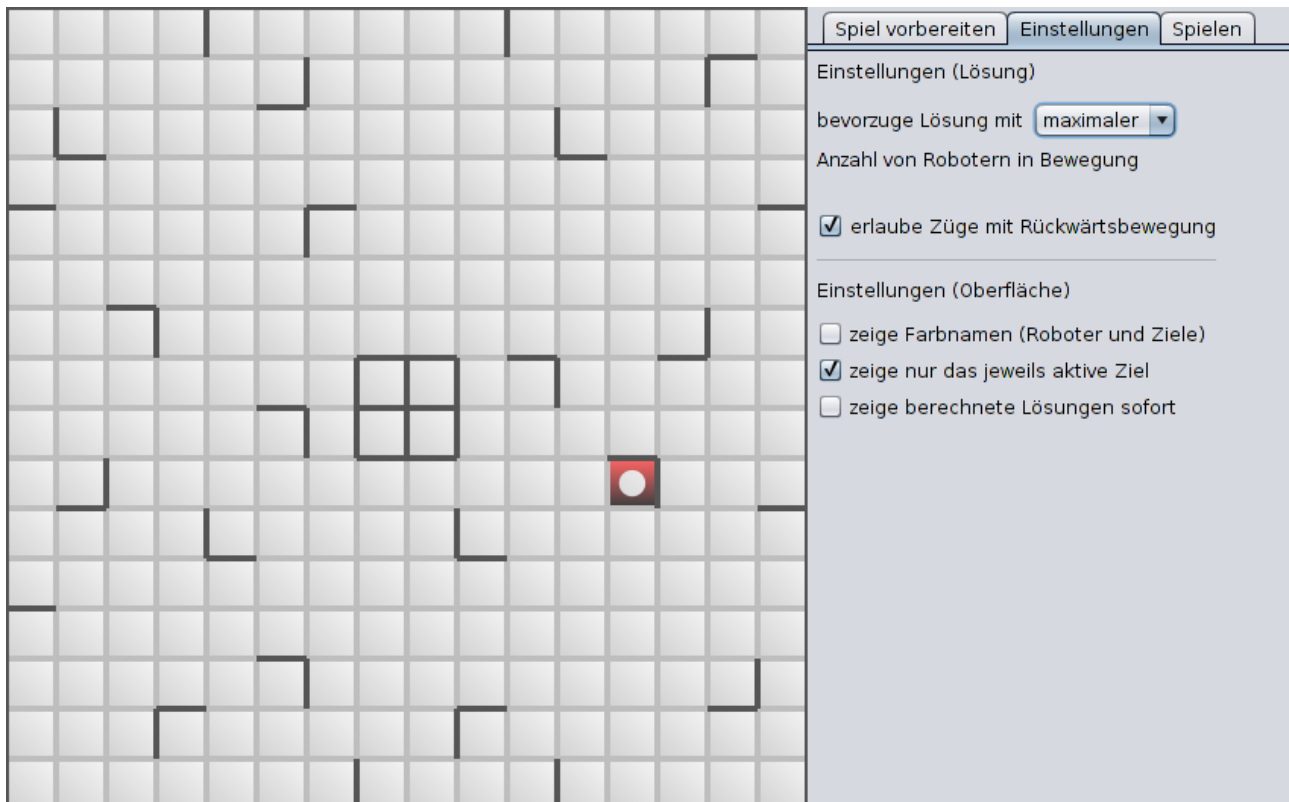 Spiel vorbereiten Einstellungen Spielen
Einstellungen (Lösung)
bevorzuge Lösung mit maximaler
Anzahl von Robotern in Bewegung
erlaube Züge mit Rückwärtsbewegung
Einstellungen (Oberfläche)
zeige Farbnamen (Roboter und Ziele)
zeige nur das jeweils aktive Ziel
zeige berechnete Lösungen sofort